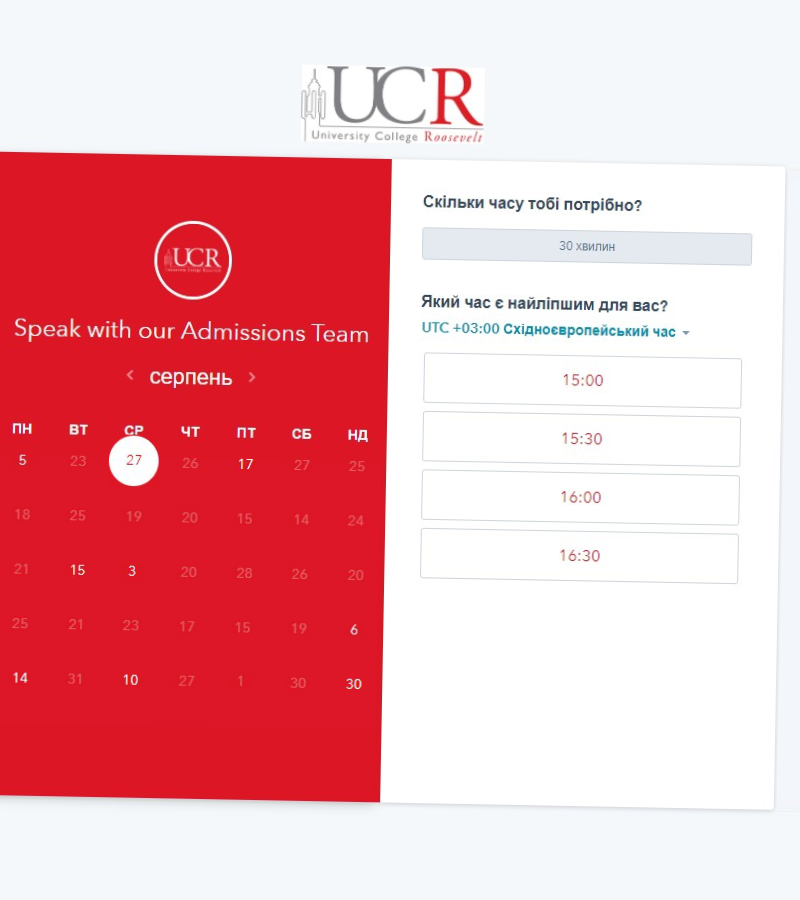 UCR
University College Roosevelt
UCR
Speak with our Admissions Team
серпень
ПН ВТ СР ЧТ ПТ СБ НД
5 23 27 26 17 27 25
18 25 19 20 15 14 24
21 15 3 20 28 26 20
25 21 23 17 15 19 6
14 31 10 27 1 30 30
Скільки часу тобі потрібно?
30 хвилин
Який час є найліпшим для вас?
UTC +03:00 Східноєвропейський час
15:00
15:30
16:00
16:30